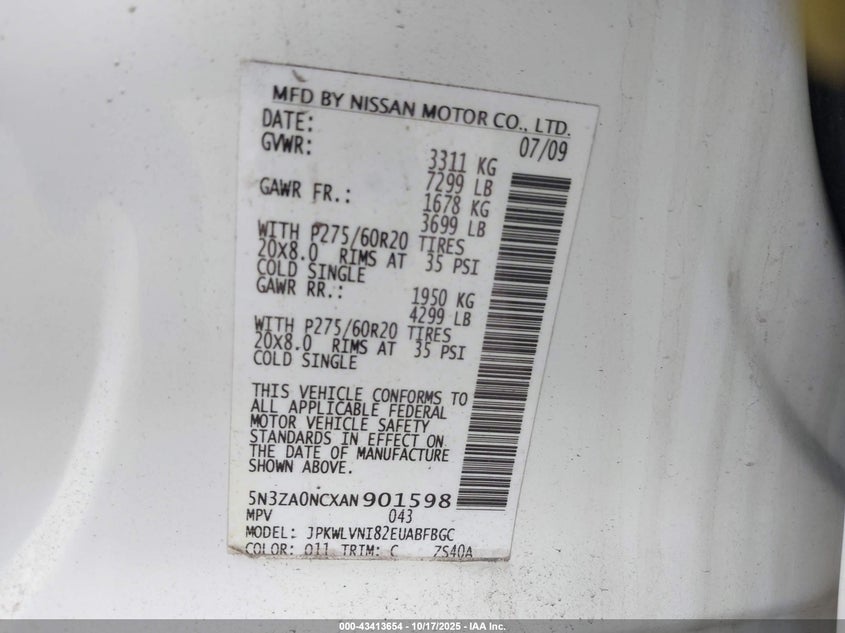 MFD BY NISSAN MOTOR CO., LTD.
DATE: 07/09
GVWR: 3311 KG
7299 LB
GAWR FR.: 1678 KG
3699 LB
WITH P275/60R20 TIRES
20X8.0 RIMS AT 35 PSI
COLD SINGLE
GAWR RR.: 1950 KG
4299 LB
WITH P275/60R20 TIRES
20X8.0 RIMS AT 35 PSI
COLD SINGLE
THIS VEHICLE CONFORMS TO
ALL APPLICABLE FEDERAL
MOTOR VEHICLE SAFETY
STANDARDS IN EFFECT ON
THE DATE OF MANUFACTURE
SHOWN ABOVE.
5N3ZA0NCXAN901598
MPV 043
MODEL: JPKWLVNI82EUABFBGC
COLOR: Q11 TRIM: C ZS40A
000-43413654 | 10/17/2025 - IAA Inc.